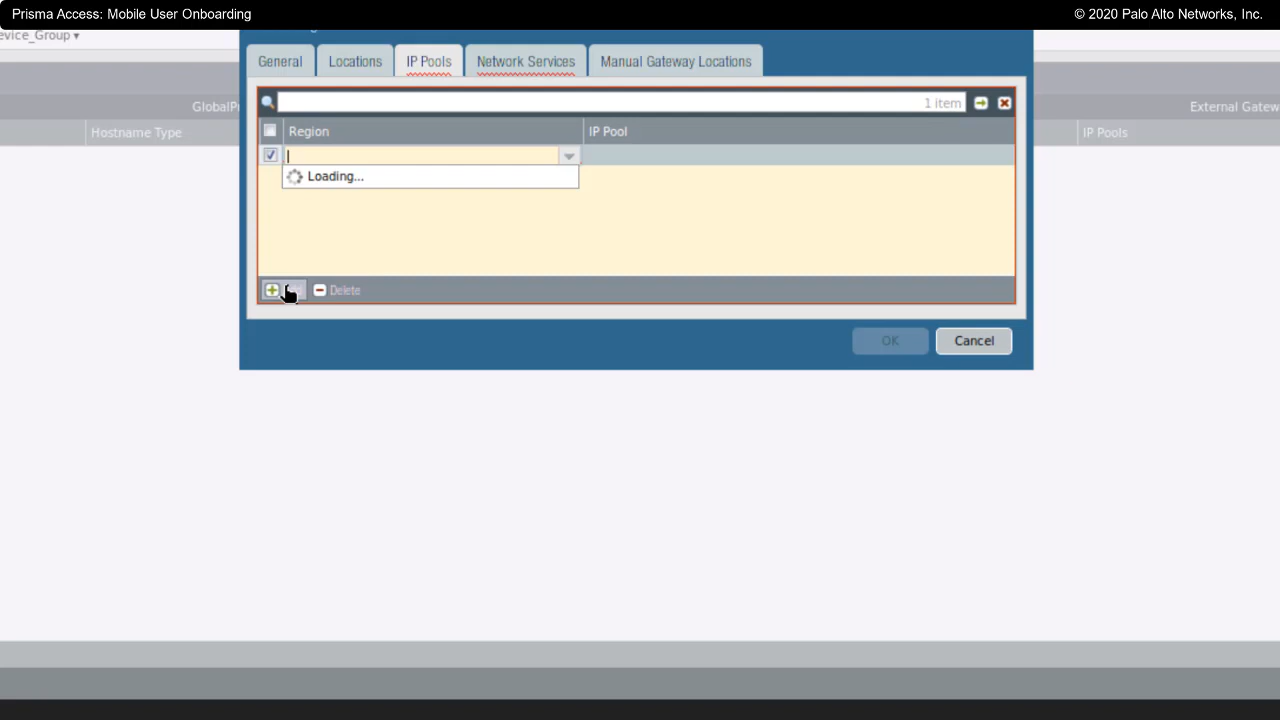 Prisma Access: Mobile User Onboarding
© 2020 Palo Alto Networks, Inc.
evice_Group
General
Locations
IP Pools
Network Services
Manual Gateway Locations
1 item
GlobalPr
External Gatew
Hostname Type
Region
IP Pool
IP Pools
Loading...
Delete
OK
Cancel